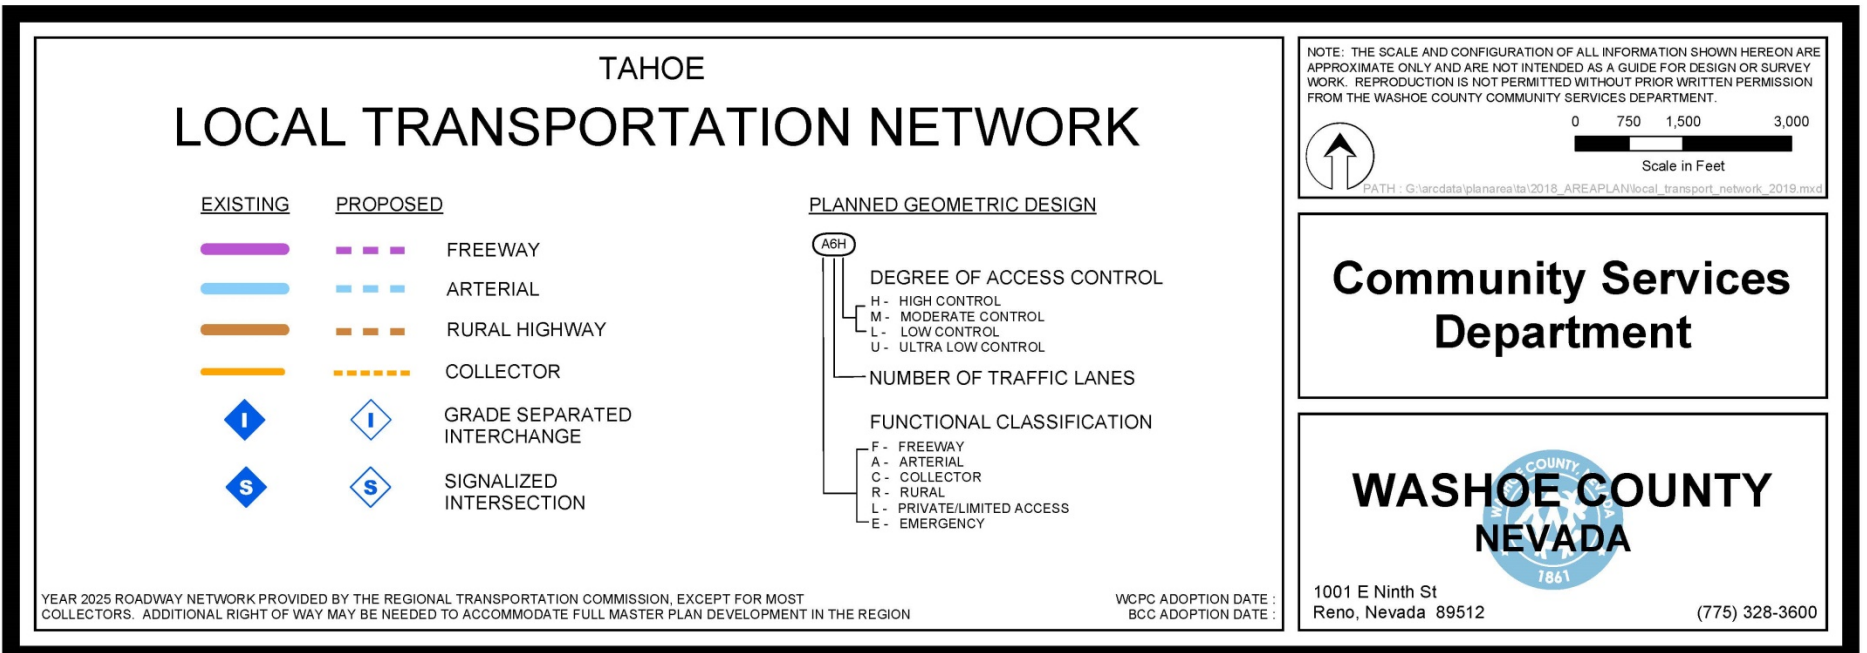 TAHOE
LOCAL TRANSPORTATION NETWORK
EXISTING PROPOSED
FREEWAY
ARTERIAL
RURAL HIGHWAY
COLLECTOR
I I GRADE SEPARATED
INTERCHANGE
S S SIGNALIZED
INTERSECTION
PLANNED GEOMETRIC DESIGN
A6H
DEGREE OF ACCESS CONTROL
H - HIGH CONTROL
M - MODERATE CONTROL
L - LOW CONTROL
U - ULTRA LOW CONTROL
NUMBER OF TRAFFIC LANES
FUNCTIONAL CLASSIFICATION
F - FREEWAY
A - ARTERIAL
C - COLLECTOR
R - RURAL
L - PRIVATE/LIMITED ACCESS
E - EMERGENCY
YEAR 2025 ROADWAY NETWORK PROVIDED BY THE REGIONAL TRANSPORTATION COMMISSION, EXCEPT FOR MOST
COLLECTORS. ADDITIONAL RIGHT OF WAY MAY BE NEEDED TO ACCOMMODATE FULL MASTER PLAN DEVELOPMENT IN THE REGION
WCPC ADOPTION DATE :
BCC ADOPTION DATE :
NOTE: THE SCALE AND CONFIGURATION OF ALL INFORMATION SHOWN HEREON ARE
APPROXIMATE ONLY AND ARE NOT INTENDED AS A GUIDE FOR DESIGN OR SURVEY
WORK. REPRODUCTION IS NOT PERMITTED WITHOUT PRIOR WRITTEN PERMISSION
FROM THE WASHOE COUNTY COMMUNITY SERVICES DEPARTMENT.
0 750 1,500 3,000
Scale in Feet
PATH : G:\arcdata\planarea\ta\2018_AREAPLAN\local_transport_network_2019.mxd
Community Services
Department
WASHOE COUNTY
NEVADA
WASHOE COUNTY, NEVADA
1861
1001 E Ninth St
Reno, Nevada 89512
(775) 328-3600